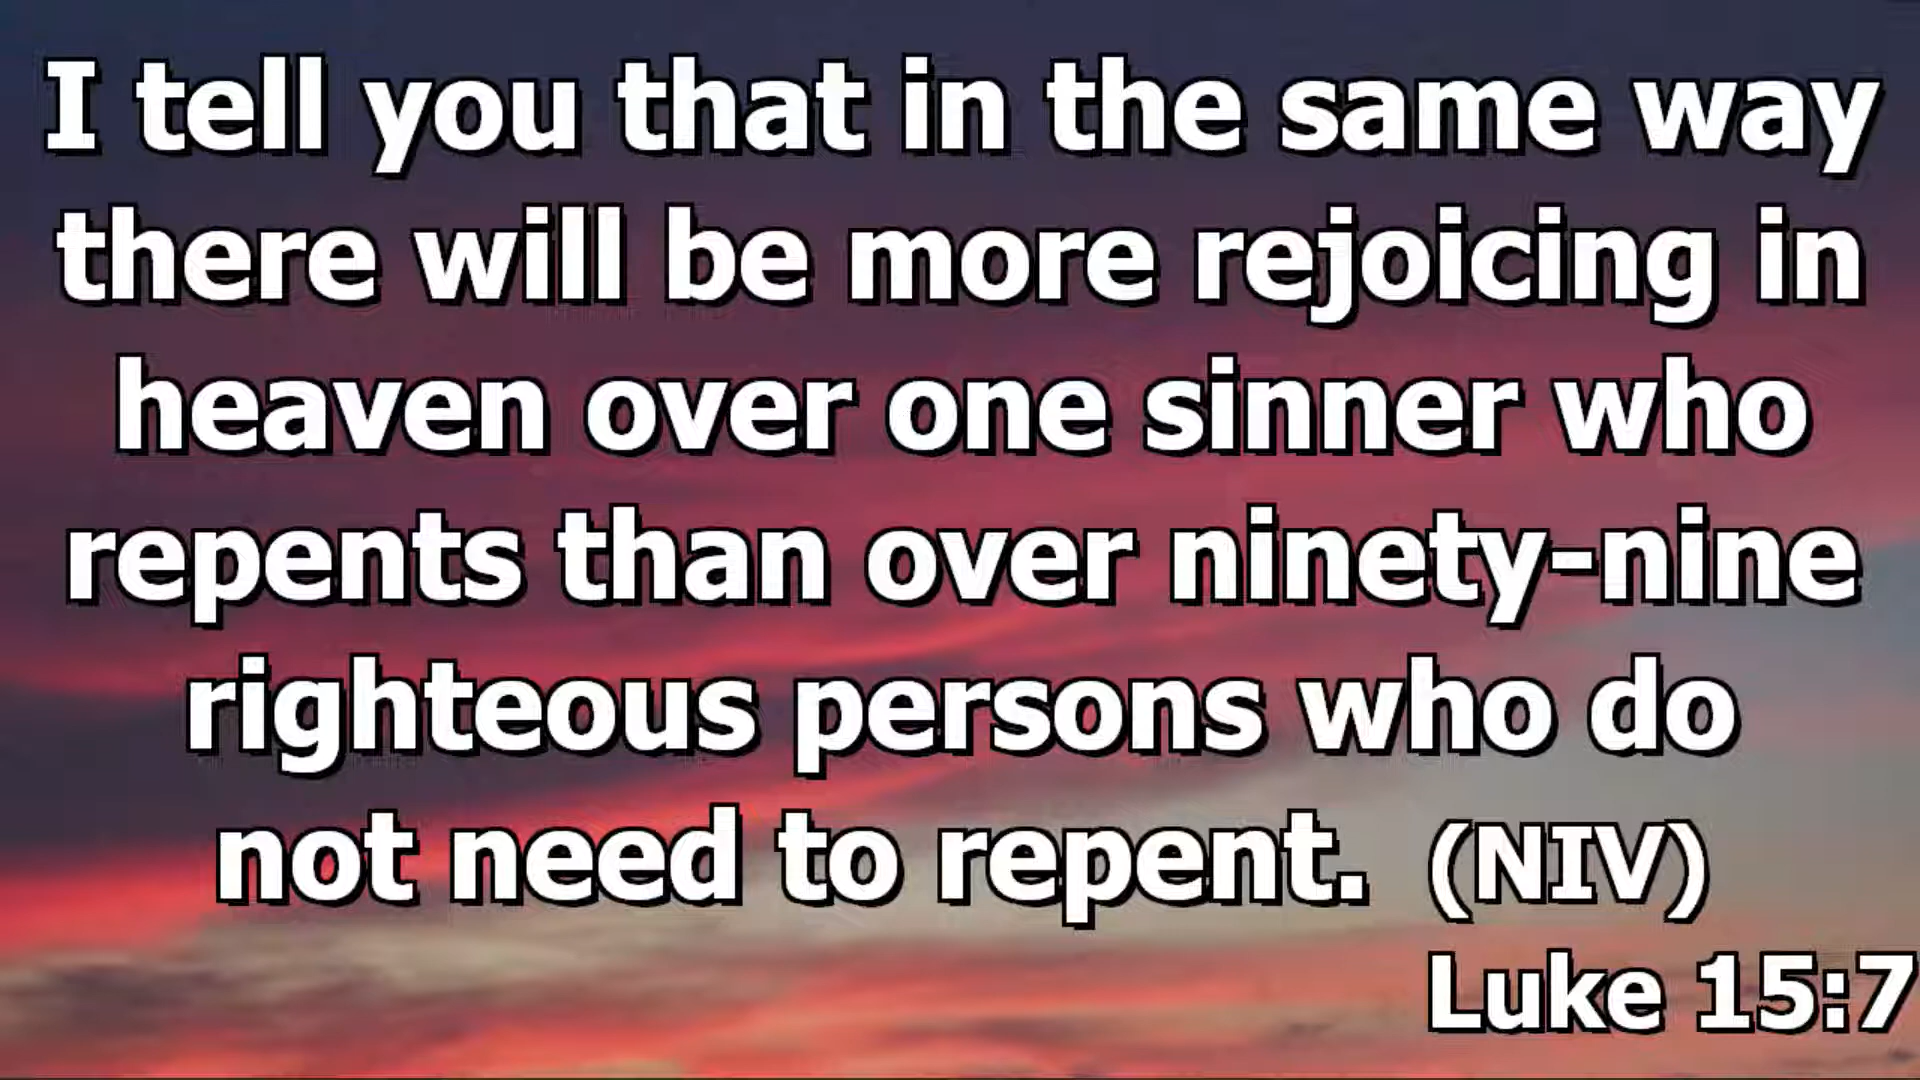 I tell you that in the same way
there will be more rejoicing in
heaven over one sinner who
repents than over ninety-nine
righteous persons who do
not need to repent. (NIV)
Luke 15:7